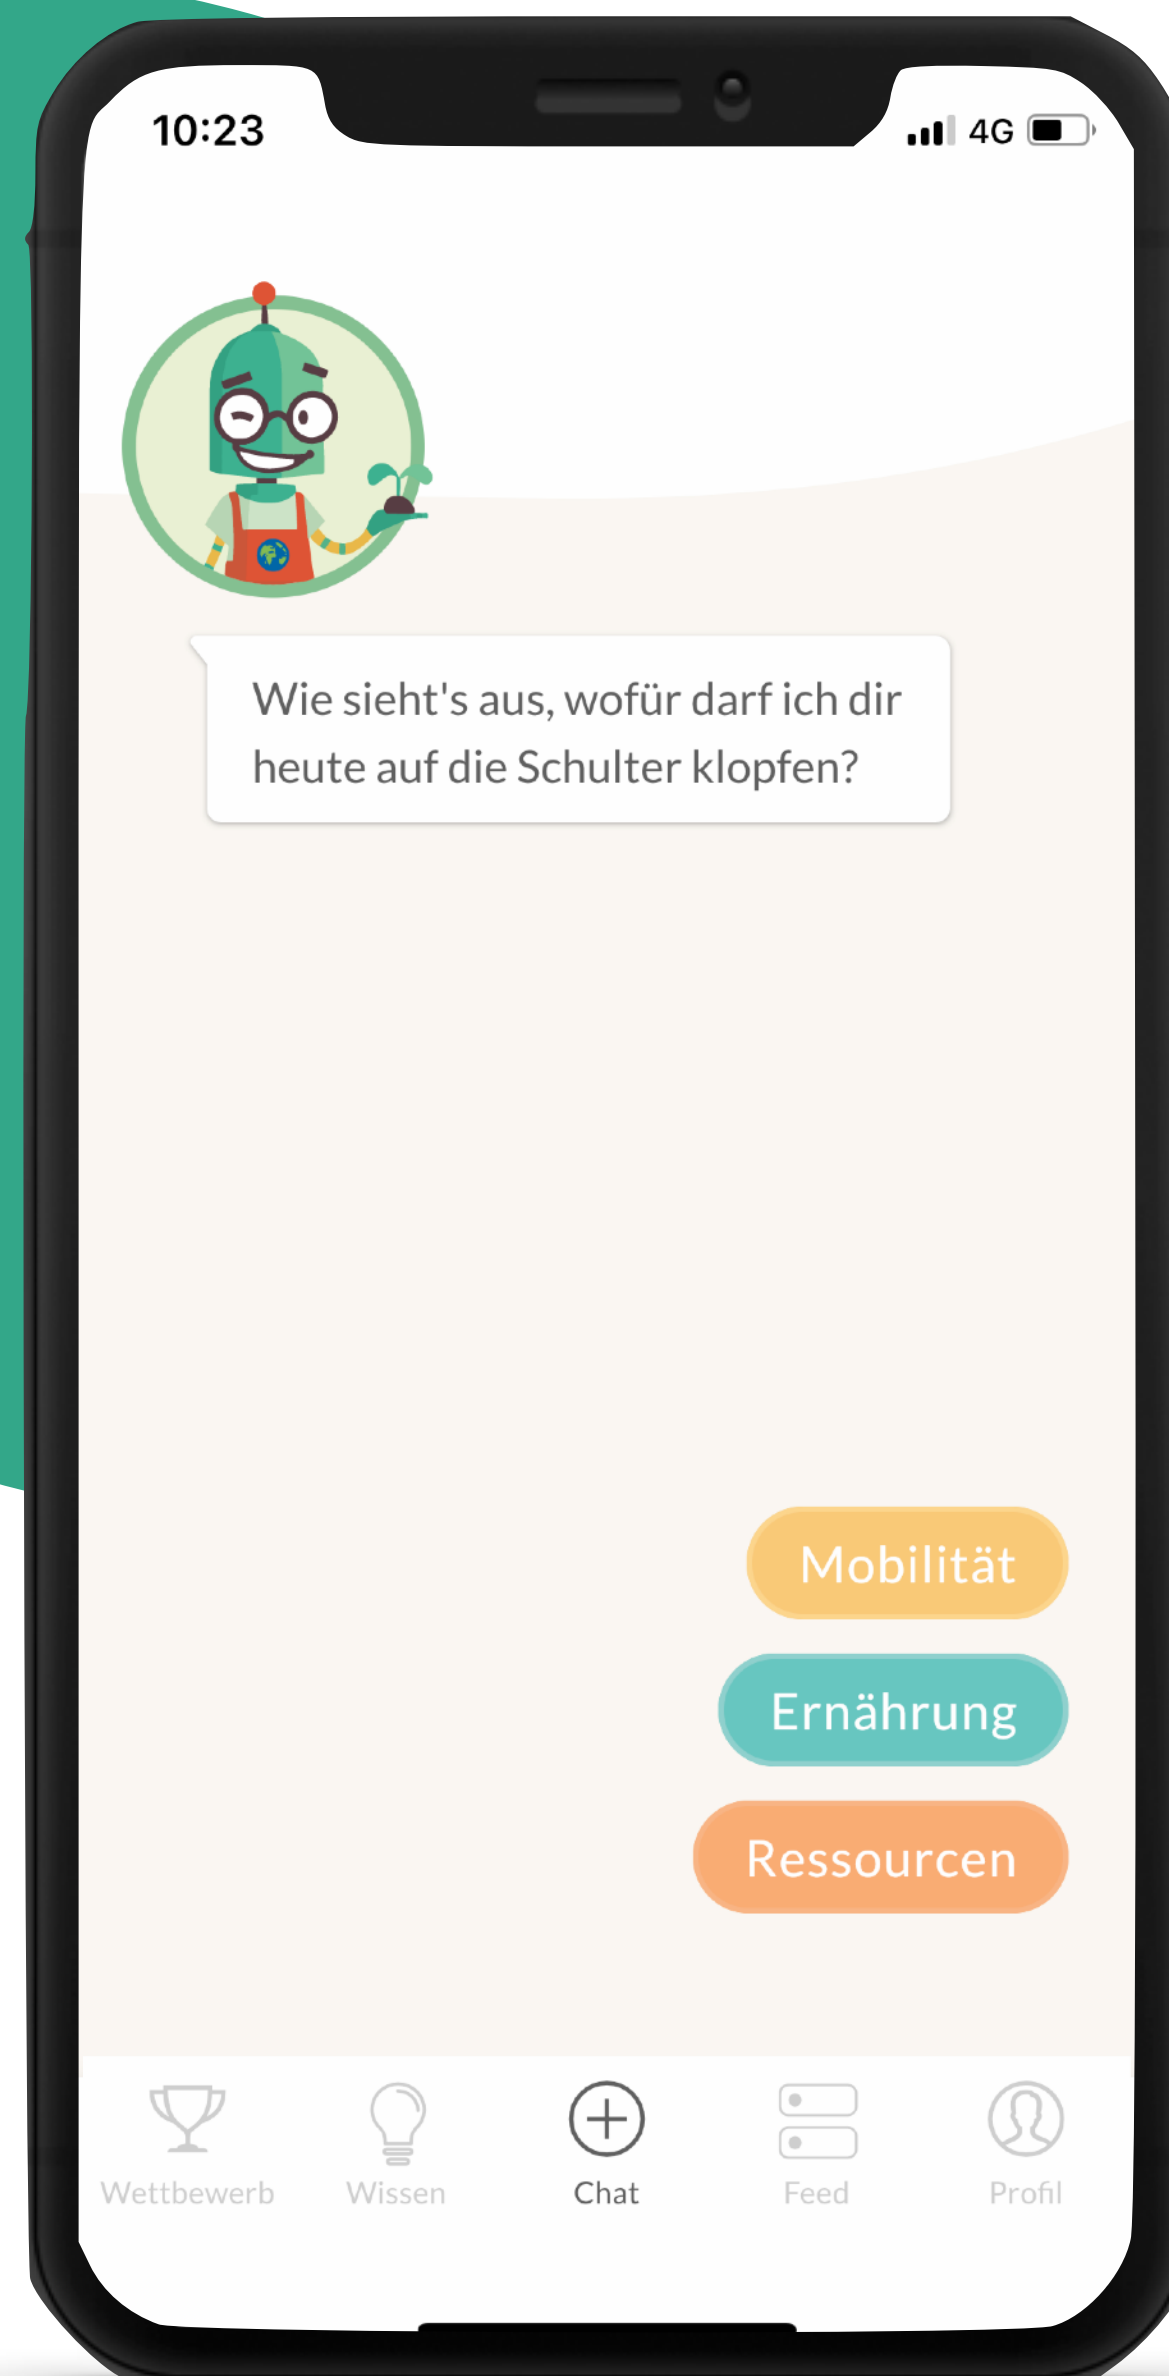 10:23
4G
Wie sieht's aus, wofür darf ich dir
heute auf die Schulter klopfen?
Mobilität
Ernährung
Ressourcen
Wettbewerb
Wissen
Chat
Feed
Profil